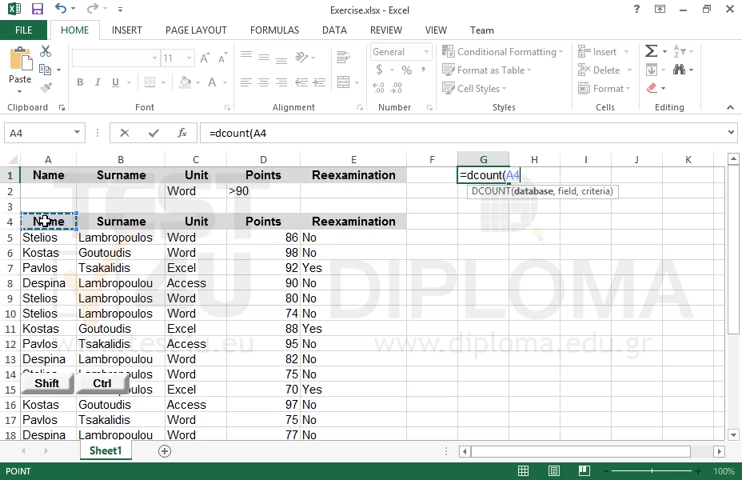 Exercise.xlsx - Excel
FILE HOME INSERT PAGE LAYOUT FORMULAS DATA REVIEW VIEW Team
Paste
11 A A
B I U A
General
$ % ,
Conditional Formatting
Format as Table
Cell Styles
Insert
Delete
Format
Clipboard Font Alignment Number Styles Cells Editing
A4 =dcount(A4
A B C D E F G H I J K
1 Name Surname Unit Points Reexamination =dcount(A4
2 Word >90 DCOUNT(database, field, criteria)
3
4 Name Surname Unit Points Reexamination
5 Stelios Lambropoulos Word 86 No
6 Kostas Goutoudis Word 98 No
7 Pavlos Tsakalidis Excel 92 Yes
8 Despina Lambropoulou Access 90 No
9 Stelios Lambropoulos Word 80 No
10 Stelios Lambropoulos Word 74 No
11 Kostas Goutoudis Excel 88 Yes
12 Pavlos Tsakalidis Access 95 No
13 Despina Lambropoulou Word 82 No
14 Stelios Lambropoulos Word 75 No
15 Lambropoulos Excel 70 Yes
16 Kostas Goutoudis Access 97 No
17 Pavlos Tsakalidis Word 75 No
18 Despina Lambropoulou Word 77 No
Shift Ctrl
TEST
4U DIPLOMA
www.diploma.edu.gr
Sheet1
POINT 100%